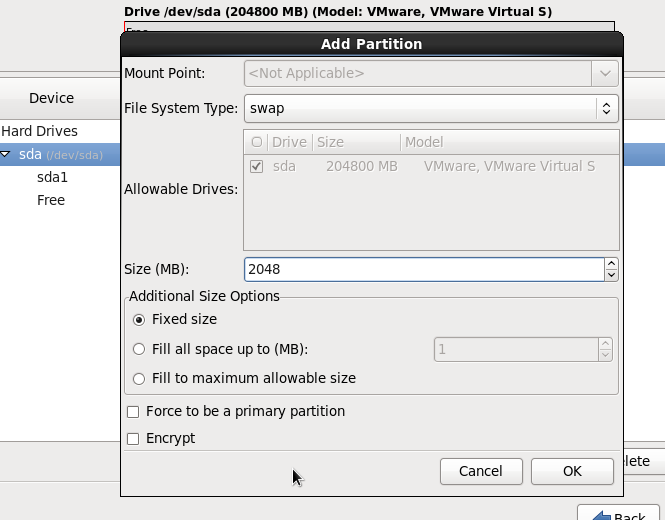 Drive /dev/sda (204800 MB) (Model: VMware, VMware Virtual S)
Add Partition
Mount Point: <Not Applicable>
Device
File System Type: swap
Drive Size Model
Hard Drives
sda (/dev/sda)
sda 204800 MB VMware, VMware Virtual S
sda1
Allowable Drives:
Free
Size (MB): 2048
Additional Size Options
Fixed size
Fill all space up to (MB): 1
Fill to maximum allowable size
Force to be a primary partition
Encrypt
Cancel OK
elete
Back